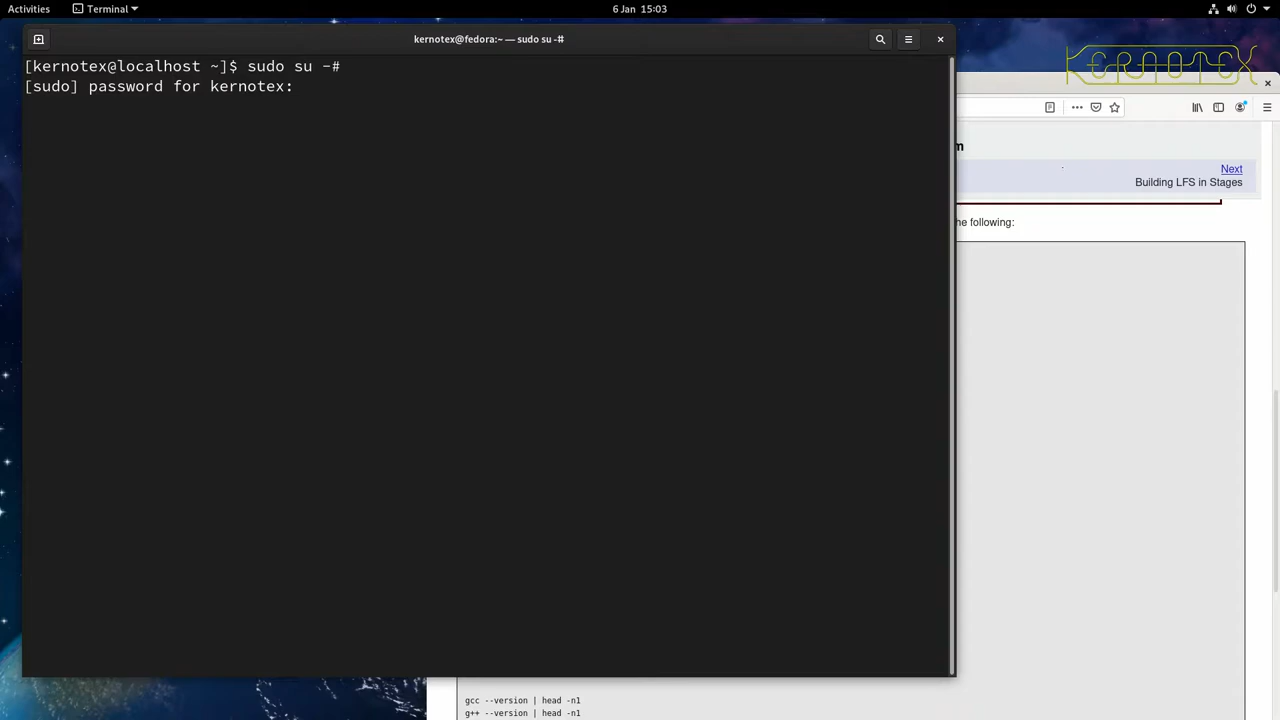 Activities
Terminal
6 Jan 15:03
kernotex@fedora:~ — sudo su -#
KERNOTEX
[kernotex@localhost ~]$ sudo su -#
[sudo] password for kernotex:
m
Next
Building LFS in Stages
he following:
gcc --version | head -n1
g++ --version | head -n1